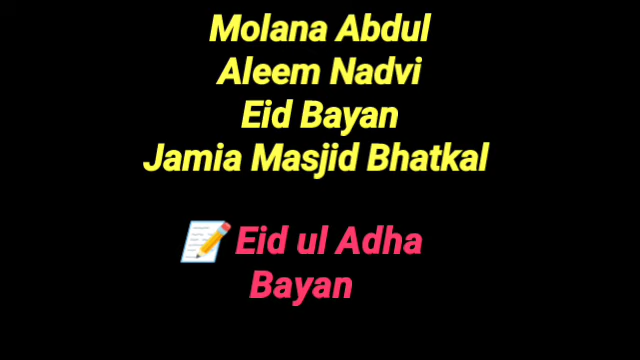 Molana Abdul
Aleem Nadvi
Eid Bayan
Jamia Masjid Bhatkal
📝 Eid ul Adha
Bayan